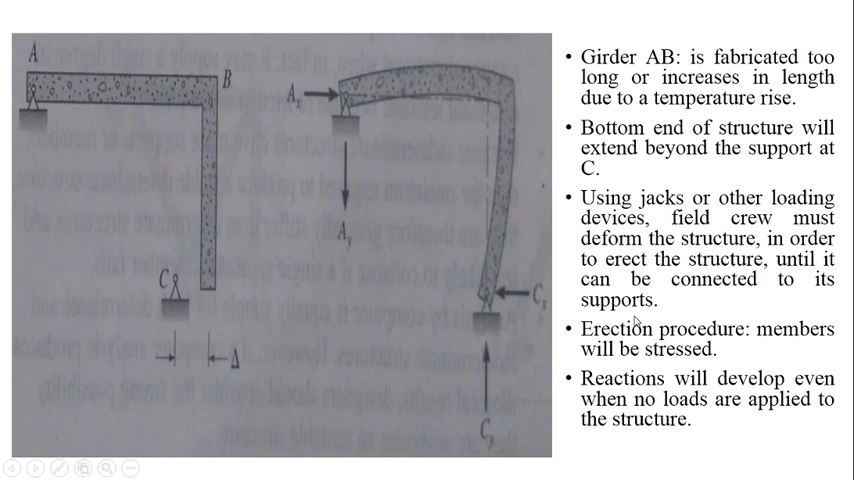 A
B
C
Δ
Aₓ
Aᵧ
Cₓ
Cᵧ
• Girder AB: is fabricated too
long or increases in length
due to a temperature rise.
• Bottom end of structure will
extend beyond the support at
C.
• Using jacks or other loading
devices, field crew must
deform the structure, in order
to erect the structure, until it
can be connected to its
supports.
• Erection procedure: members
will be stressed.
• Reactions will develop even
when no loads are applied to
the structure.